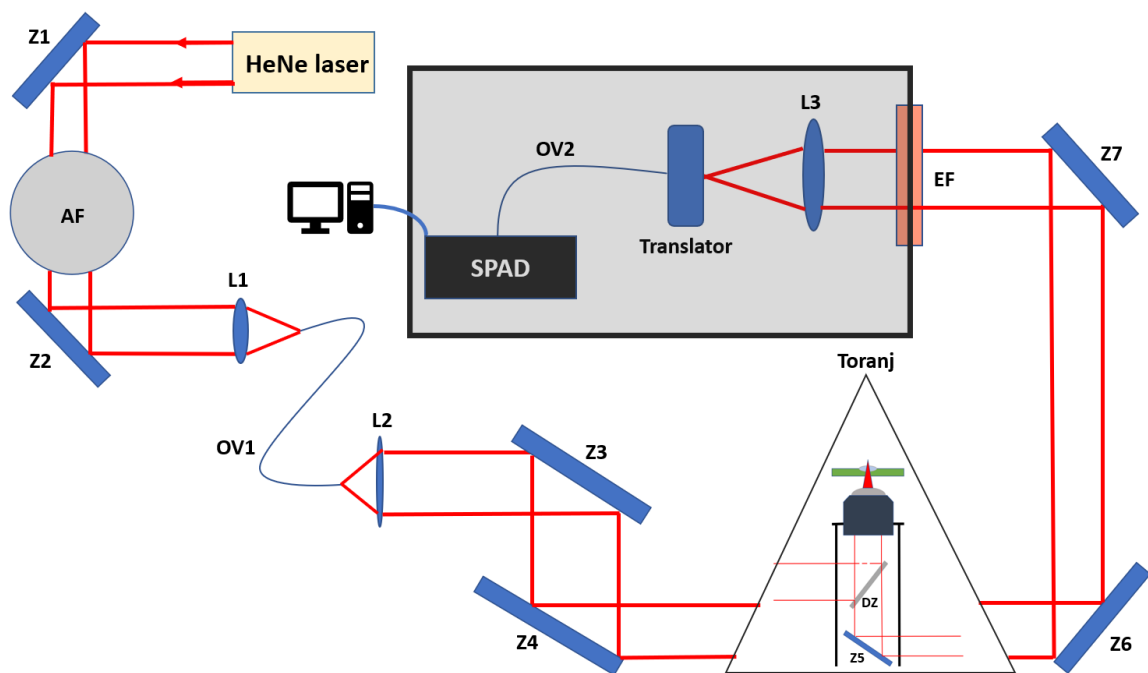 Z1
HeNe laser
L3
Z7
OV2
EF
AF
Translator
SPAD
L1
Z2
Toranj
L2
OV1
Z3
DZ
Z4
Z5
Z6